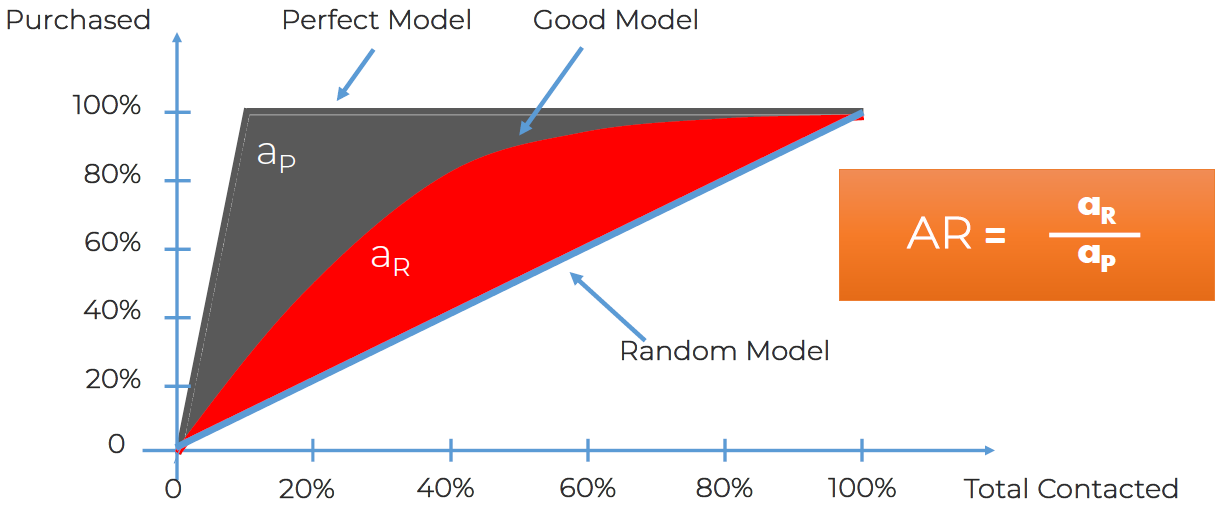 Purchased
Perfect Model
Good Model
100%
80%
60%
40%
20%
0
aP
aR
AR = aR
aP
Random Model
0
20%
40%
60%
80%
100%
Total Contacted